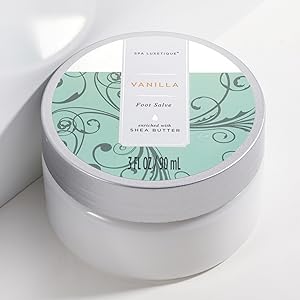 SPA LUXETIQUE
VANILLA
Foot Salve
enriched with
SHEA BUTTER
3 FL OZ / 90 mL